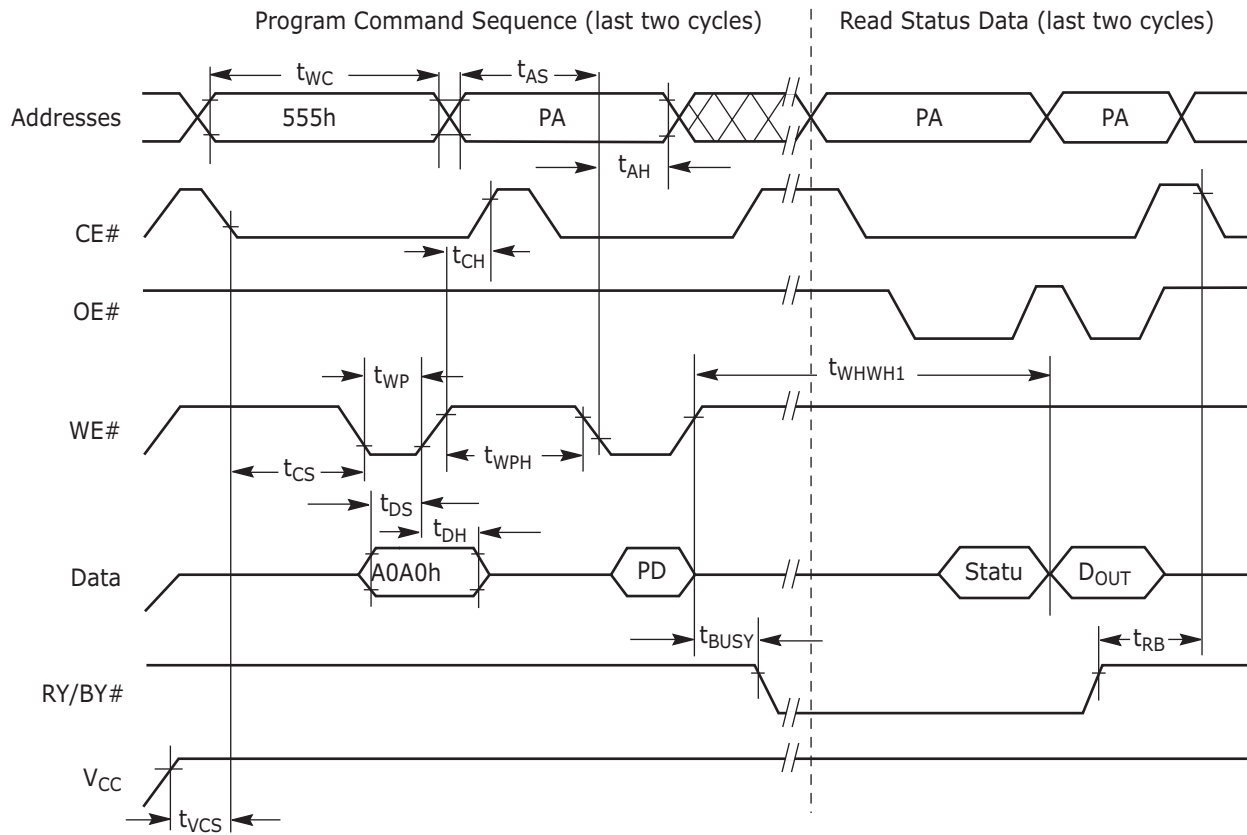 Program Command Sequence (last two cycles) Read Status Data (last two cycles)
tWC tAS
Addresses 555h PA PA PA
tAH
CE#
tCH
OE#
tWP tWHWH1
WE#
tCS tWPH
tDS
tDH
Data A0A0h PD Statu DOUT
tBUSY tRB
RY/BY#
VCC
tVCS